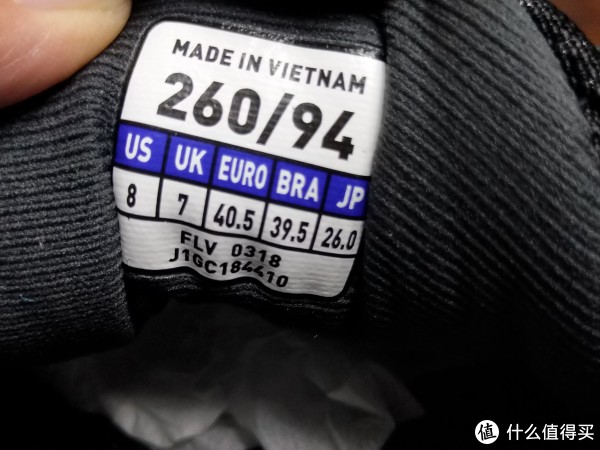 MADE IN VIETNAM
260/94
US UK EURO BRA JP
8 7 40.5 39.5 26.0
FLV 0318
J1GC184410
值 什么值得买